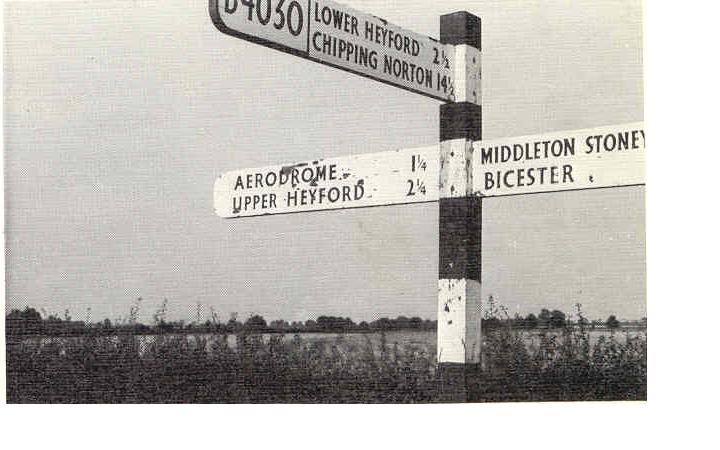 B4030
LOWER HEYFORD 2½
CHIPPING NORTON 14½
AERODROME 1¼
UPPER HEYFORD 2¼
MIDDLETON STONEY
BICESTER